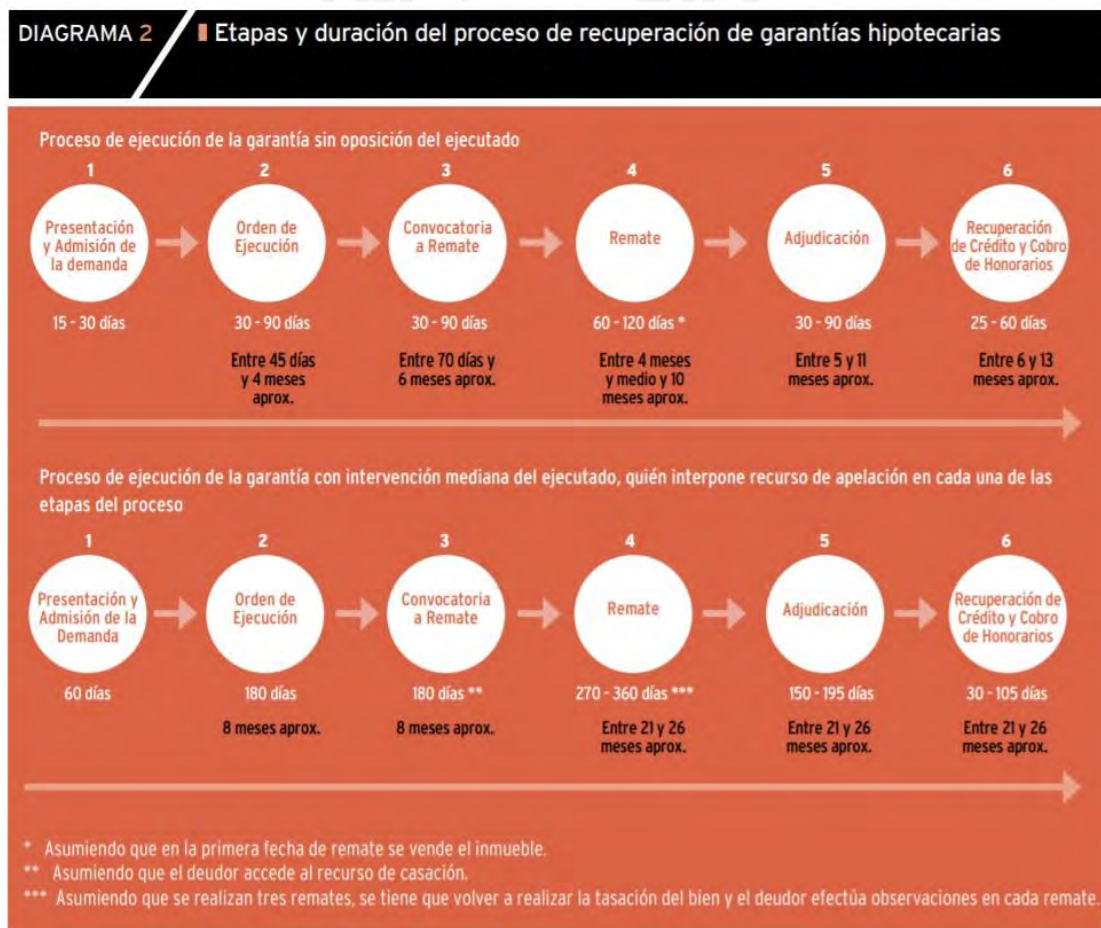 DIAGRAMA 2
Etapas y duración del proceso de recuperación de garantías hipotecarias
Proceso de ejecución de la garantía sin oposición del ejecutado
1 2 3 4 5 6
Presentación y Admisión de la demanda
Orden de Ejecución
Convocatoria a Remate
Remate
Adjudicación
Recuperación de Crédito y Cobro de Honorarios
15 - 30 días
30 - 90 días
30 - 90 días
60 - 120 días *
30 - 90 días
25 - 60 días
Entre 45 días y 4 meses aprox.
Entre 70 días y 6 meses aprox.
Entre 4 meses y medio y 10 meses aprox.
Entre 5 y 11 meses aprox.
Entre 6 y 13 meses aprox.
Proceso de ejecución de la garantía con intervención mediana del ejecutado, quién interpone recurso de apelación en cada una de las
etapas del proceso
1 2 3 4 5 6
Presentación y Admisión de la Demanda
Orden de Ejecución
Convocatoria a Remate
Remate
Adjudicación
Recuperación de Crédito y Cobro de Honorarios
60 días
180 días
180 días **
270 - 360 días ***
150 - 195 días
30 - 105 días
8 meses aprox.
8 meses aprox.
Entre 21 y 26 meses aprox.
Entre 21 y 26 meses aprox.
Entre 21 y 26 meses aprox.
* Asumiendo que en la primera fecha de remate se vende el inmueble.
** Asumiendo que el deudor accede al recurso de casación.
*** Asumiendo que se realizan tres remates, se tiene que volver a realizar la tasación del bien y el deudor efectúa observaciones en cada remate.